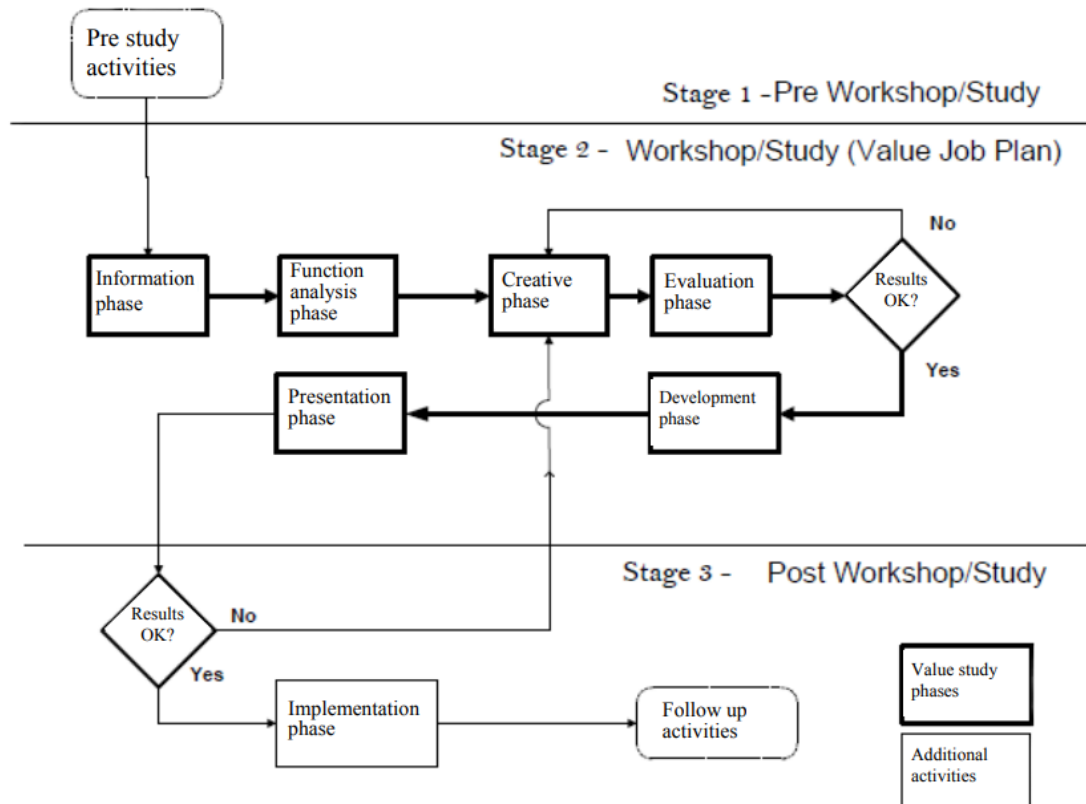 Pre study
activities
Stage 1 -Pre Workshop/Study
Stage 2 - Workshop/Study (Value Job Plan)
No
Information
phase
Function
analysis
phase
Creative
phase
Evaluation
phase
Results
OK?
Yes
Presentation
phase
Development
phase
Stage 3 - Post Workshop/Study
Results
OK?
No
Yes
Implementation
phase
Follow up
activities
Value study
phases
Additional
activities